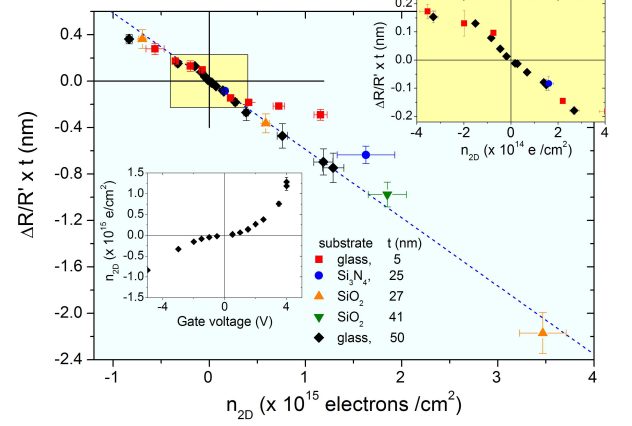 0.4
0.0
-0.4
-0.8
-1.2
-1.6
-2.0
-2.4
ΔR/R' x t (nm)
-1
0
1
2
3
4
n2D (x 10^15 electrons /cm²)
0.2
0.1
0.0
-0.1
-0.2
ΔR/R' x t (nm)
-4
-2
0
2
4
n2D (x 10^14 e /cm²)
1.5
1.0
0.5
0.0
-0.5
-1.0
-1.5
n2D (x 10^15 e/cm²)
-4
0
4
Gate voltage (V)
substrate t (nm)
glass, 5
Si3N4, 25
SiO2 27
SiO2 41
glass, 50